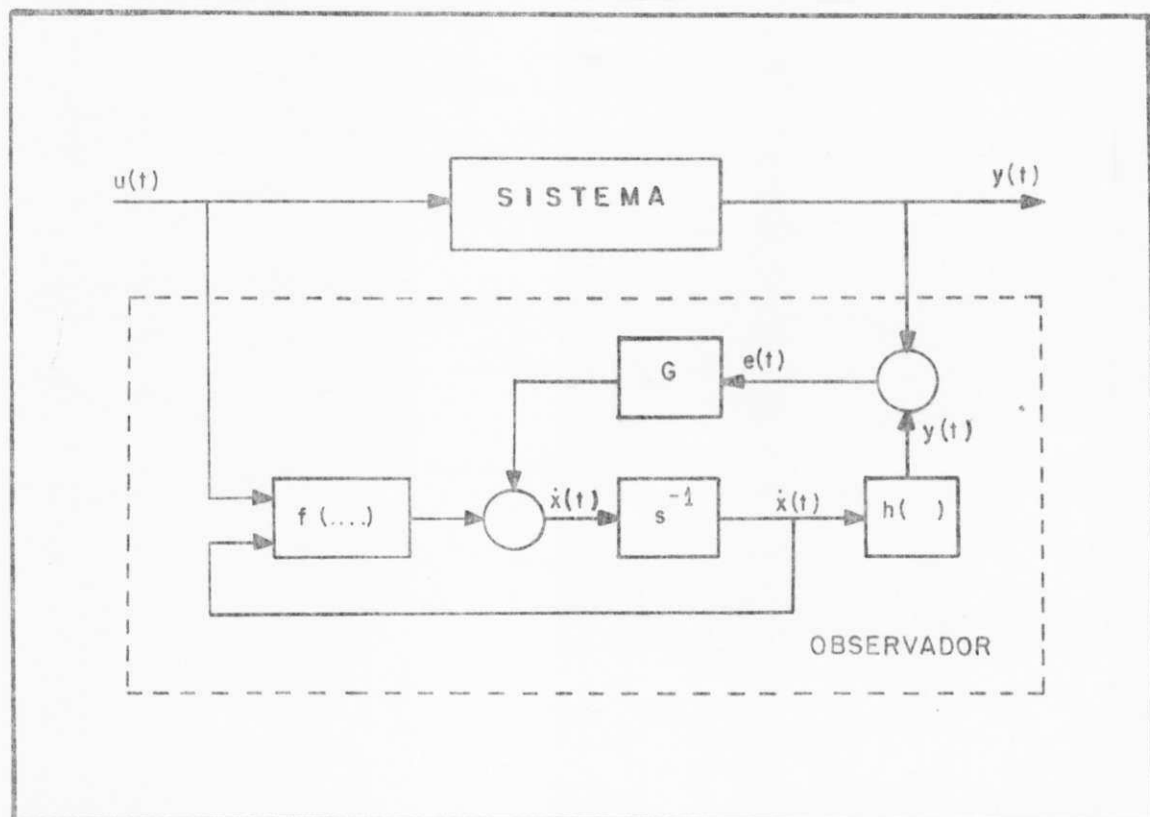 u(t)
SISTEMA
y(t)
G
e(t)
y(t)
f(....)
ẋ(t)
s⁻¹
ẋ(t)
h( )
OBSERVADOR